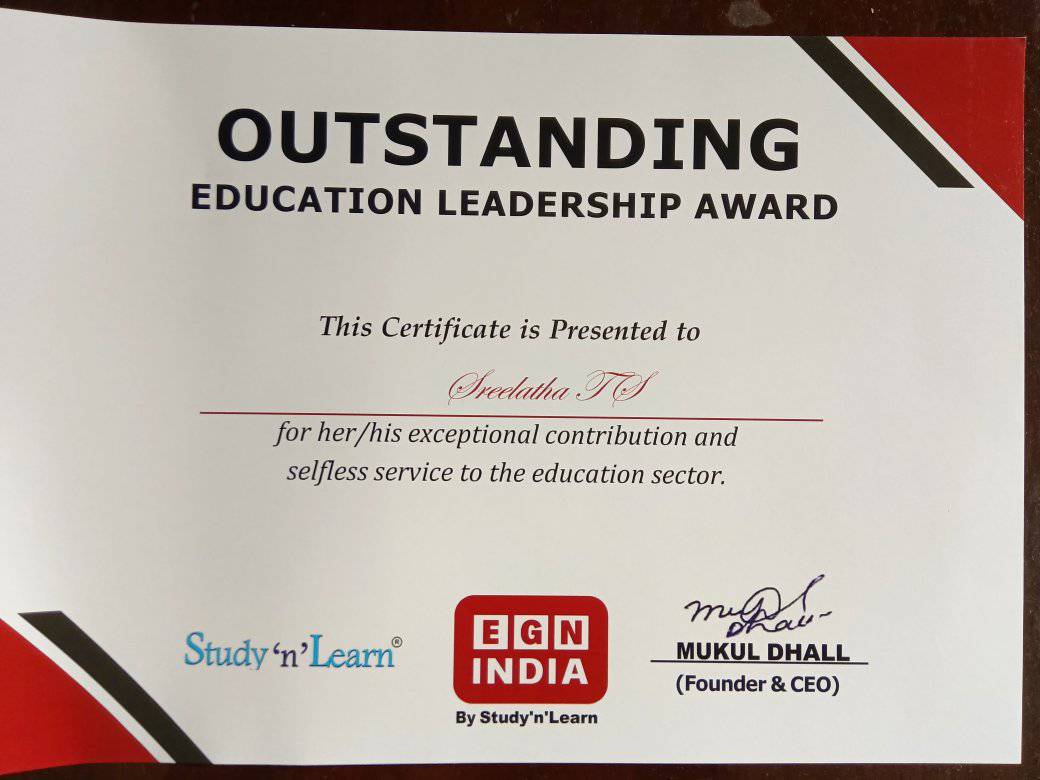 OUTSTANDING
EDUCATION LEADERSHIP AWARD
This Certificate is Presented to
Sreelatha TS
for her/his exceptional contribution and
selfless service to the education sector.
Study 'n' Learn®
EGN
INDIA
By Study'n'Learn
Dhall
MUKUL DHALL
(Founder & CEO)